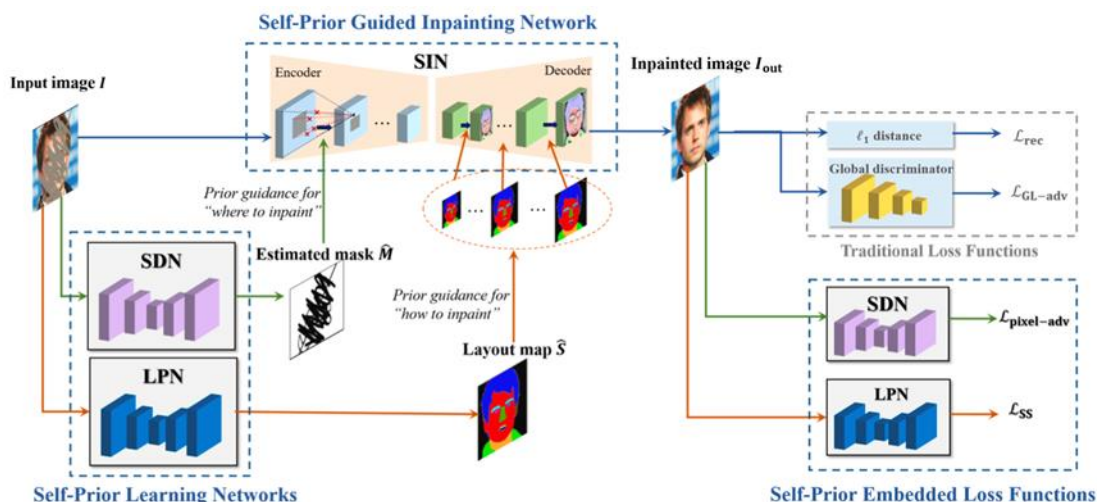 Self-Prior Guided Inpainting Network
SIN
Encoder
Decoder
Input image I
Inpainted image I_out
ℓ₁ distance
ℒ_rec
Global discriminator
ℒ_GL−adv
Traditional Loss Functions
Prior guidance for
"where to inpaint"
Estimated mask M̂
SDN
Prior guidance for
"how to inpaint"
Layout map Ŝ
LPN
SDN
ℒ_pixel−adv
LPN
ℒ_SS
Self-Prior Learning Networks
Self-Prior Embedded Loss Functions